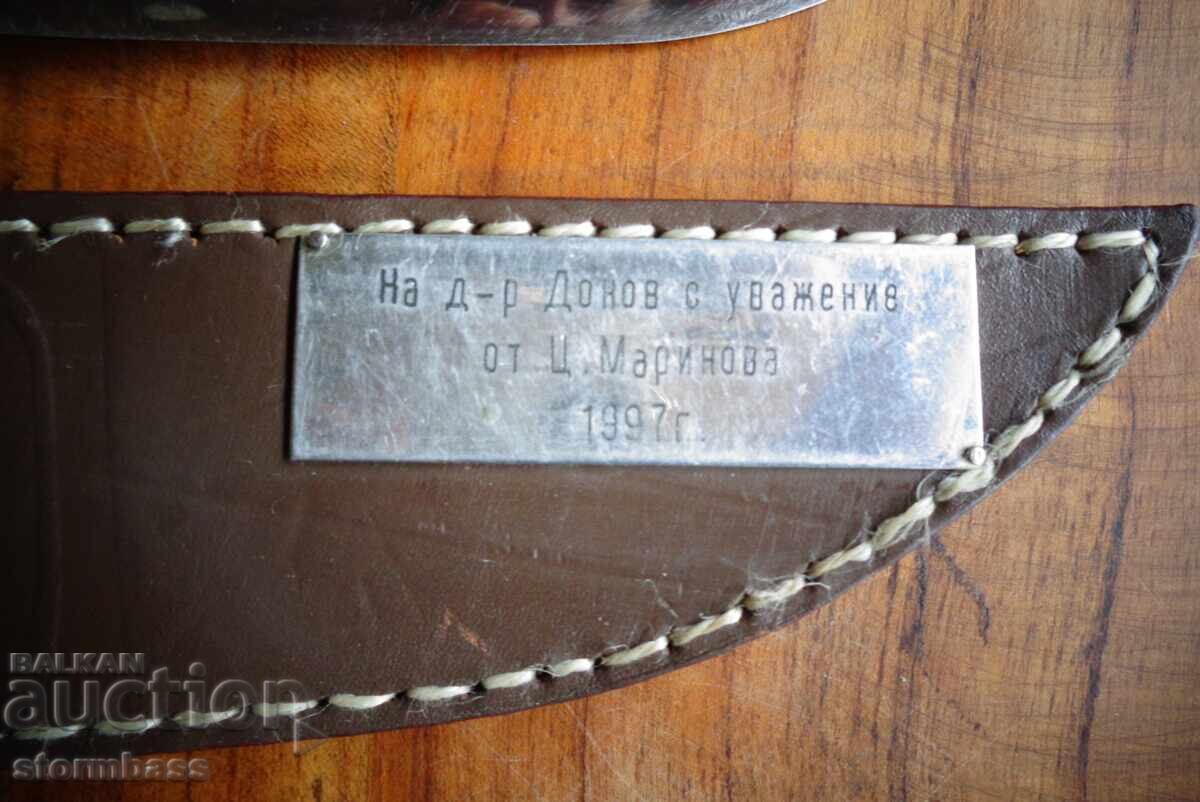 На д-р Донов с уважение
от Ц. Маринова
1997г.
BALKAN
auction
stormbass